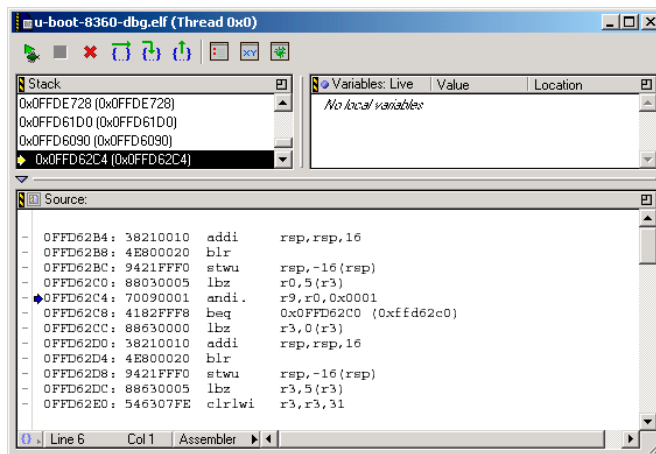 u-boot-8360-dbg.elf (Thread 0x0)
Stack
Variables: Live Value Location
0x0FFDE728 (0x0FFDE728)
No local variables
0x0FFD61D0 (0x0FFD61D0)
0x0FFD6090 (0x0FFD6090)
0x0FFD62C4 (0x0FFD62C4)
Source:
0FFD62B4: 38210010 addi rsp,rsp,16
0FFD62B8: 4E800020 blr
0FFD62BC: 9421FFF0 stwu rsp,-16(rsp)
0FFD62C0: 88030005 lbz r0,5(r3)
0FFD62C4: 70090001 andi. r9,r0,0x0001
0FFD62C8: 4182FFF8 beq 0x0FFD62C0 (0xffd62c0)
0FFD62CC: 88630000 lbz r3,0(r3)
0FFD62D0: 38210010 addi rsp,rsp,16
0FFD62D4: 4E800020 blr
0FFD62D8: 9421FFF0 stwu rsp,-16(rsp)
0FFD62DC: 88630005 lbz r3,5(r3)
0FFD62E0: 546307FE clrlwi r3,r3,31
Line 6 Col 1 Assembler